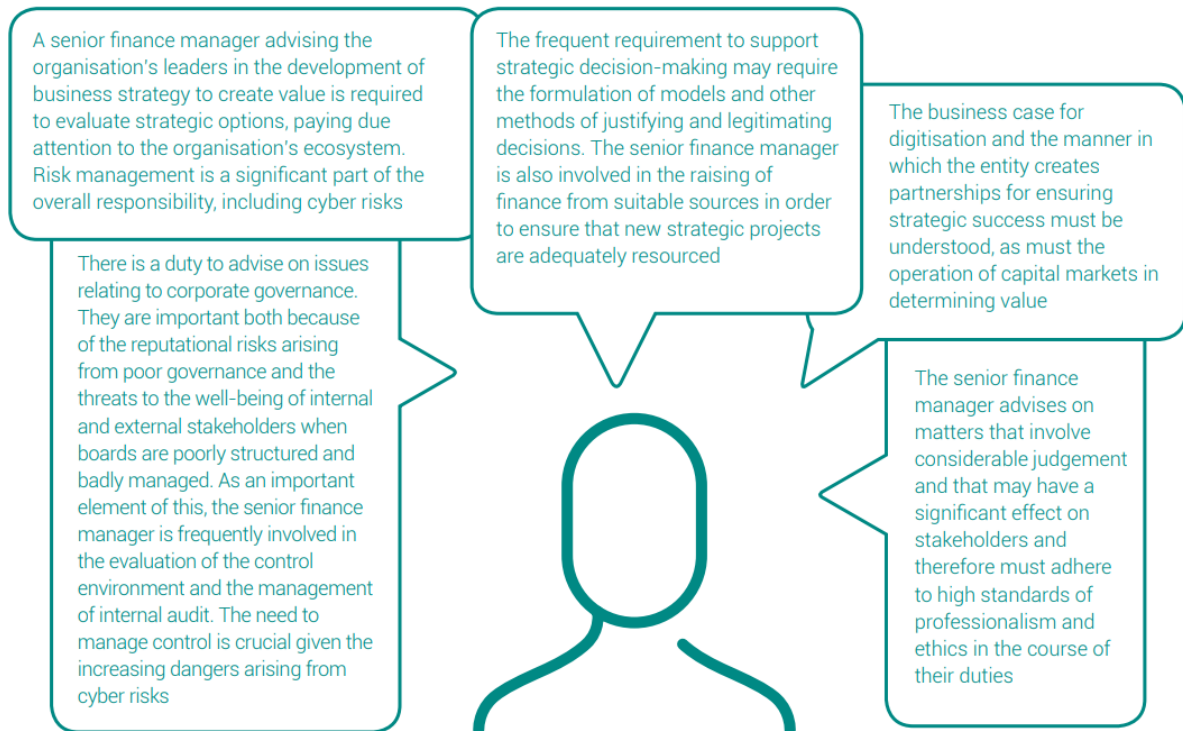 A senior finance manager advising the
organisation's leaders in the development of
business strategy to create value is required
to evaluate strategic options, paying due
attention to the organisation's ecosystem.
Risk management is a significant part of the
overall responsibility, including cyber risks
There is a duty to advise on issues
relating to corporate governance.
They are important both because
of the reputational risks arising
from poor governance and the
threats to the well-being of internal
and external stakeholders when
boards are poorly structured and
badly managed. As an important
element of this, the senior finance
manager is frequently involved in
the evaluation of the control
environment and the management
of internal audit. The need to
manage control is crucial given the
increasing dangers arising from
cyber risks
The frequent requirement to support
strategic decision-making may require
the formulation of models and other
methods of justifying and legitimating
decisions. The senior finance manager
is also involved in the raising of
finance from suitable sources in order
to ensure that new strategic projects
are adequately resourced
The business case for
digitisation and the manner in
which the entity creates
partnerships for ensuring
strategic success must be
understood, as must the
operation of capital markets in
determining value
The senior finance
manager advises on
matters that involve
considerable judgement
and that may have a
significant effect on
stakeholders and
therefore must adhere
to high standards of
professionalism and
ethics in the course of
their duties